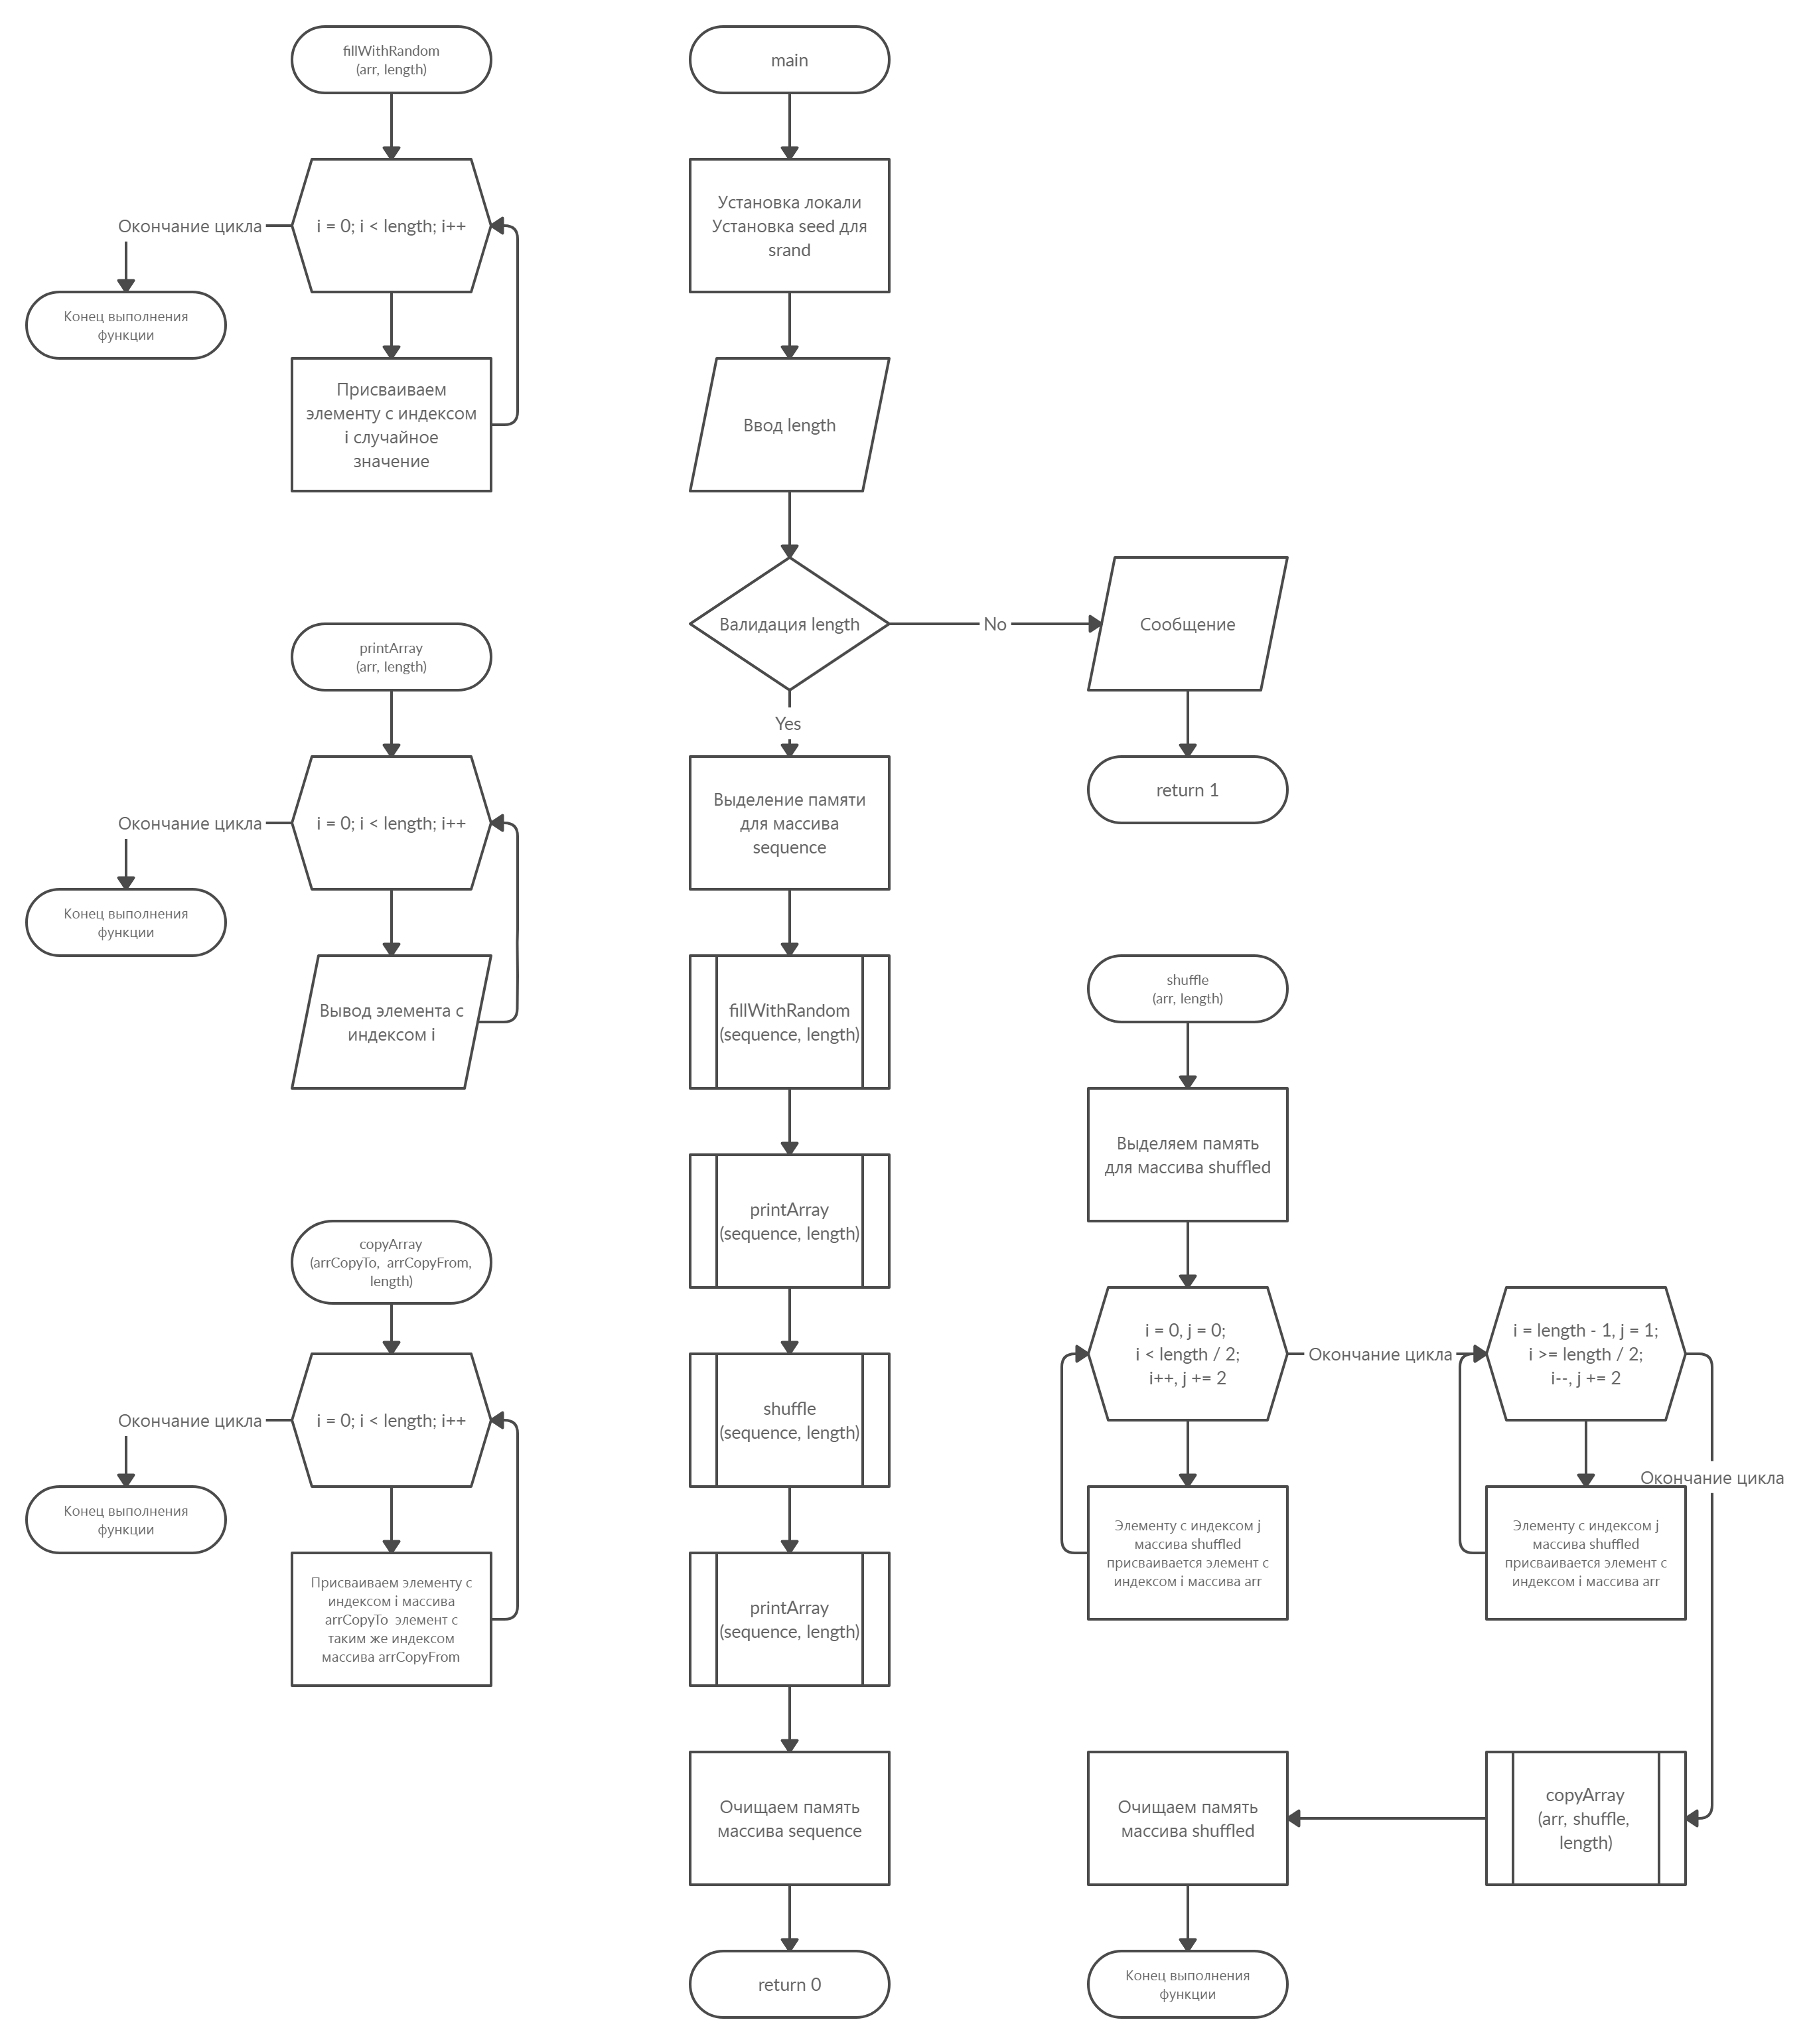 fillWithRandom
(arr, length)
i = 0; i < length; i++
Окончание цикла
Конец выполнения
функции
Присваиваем
элементу с индексом
i случайное
значение
printArray
(arr, length)
i = 0; i < length; i++
Окончание цикла
Конец выполнения
функции
Вывод элемента с
индексом i
copyArray
(arrCopyTo, arrCopyFrom,
length)
i = 0; i < length; i++
Окончание цикла
Конец выполнения
функции
Присваиваем элементу с
индексом i массива
arrCopyTo элемент с
таким же индексом
массива arrCopyFrom
main
Установка локали
Установка seed для
srand
Ввод length
Валидация length
No
Сообщение
return 1
Yes
Выделение памяти
для массива
sequence
fillWithRandom
(sequence, length)
printArray
(sequence, length)
shuffle
(sequence, length)
printArray
(sequence, length)
Очищаем память
массива sequence
return 0
shuffle
(arr, length)
Выделяем память
для массива shuffled
i = 0, j = 0;
i < length / 2;
i++, j += 2
Окончание цикла
Элементу с индексом j
массива shuffled
присваивается элемент с
индексом i массива arr
i = length - 1, j = 1;
i >= length / 2;
i--, j += 2
Окончание цикла
Элементу с индексом j
массива shuffled
присваивается элемент с
индексом i массива arr
copyArray
(arr, shuffle,
length)
Очищаем память
массива shuffled
Конец выполнения
функции